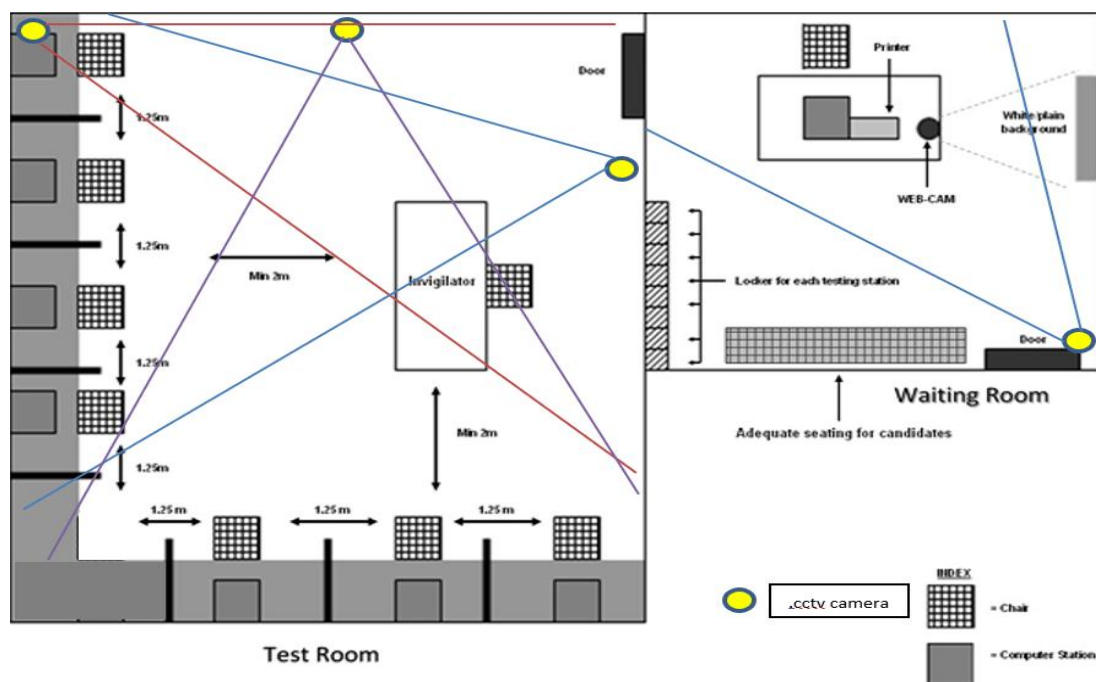 Door
Printer
1.25m
White/plain
background
WEB-CAM
1.25m
Min 2m
Invigilator
Locker for each testing station
1.25m
Door
Waiting Room
Min 2m
Adequate seating for candidates
1.25m
1.25 m
1.25 m
1.25 m
INDEX
.cctv camera
= Chair
Test Room
= Computer Station